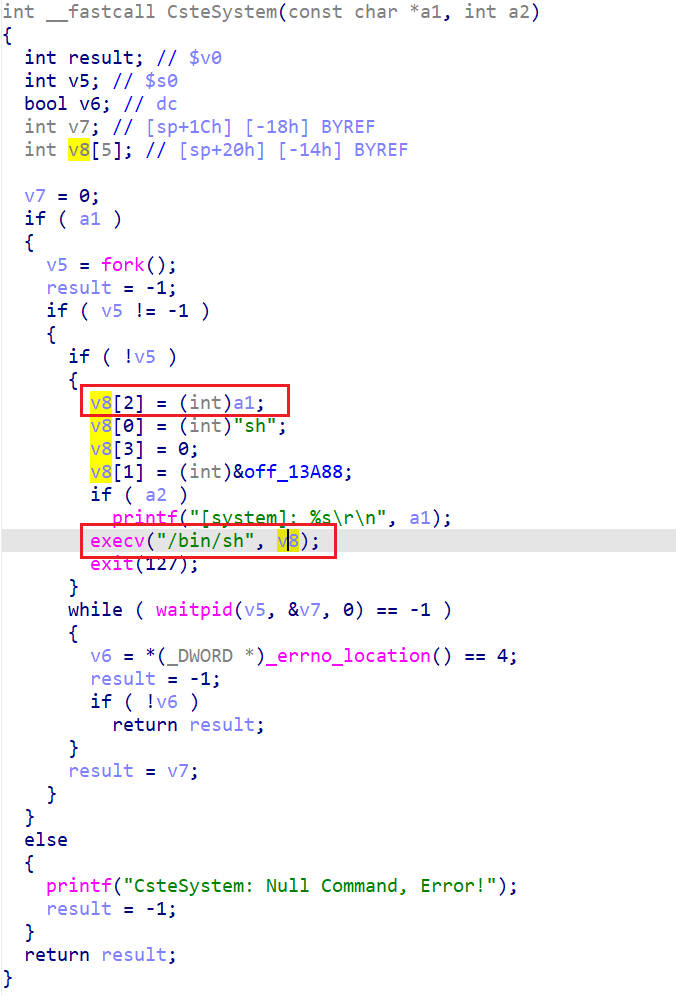 int __fastcall CsteSystem(const char *a1, int a2)
{
int result; // $v0
int v5; // $s0
bool v6; // dc
int v7; // [sp+1Ch] [-18h] BYREF
int v8[5]; // [sp+20h] [-14h] BYREF
v7 = 0;
if ( a1 )
{
v5 = fork();
result = -1;
if ( v5 != -1 )
{
if ( !v5 )
{
v8[2] = (int)a1;
v8[0] = (int)"sh";
v8[3] = 0;
v8[1] = (int)&off_13A88;
if ( a2 )
printf("[system]: %s\r\n", a1);
execv("/bin/sh", v8);
exit(127);
}
while ( waitpid(v5, &v7, 0) == -1 )
{
v6 = *(_DWORD *)_errno_location() == 4;
result = -1;
if ( !v6 )
return result;
}
result = v7;
}
}
else
{
printf("CsteSystem: Null Command, Error!");
result = -1;
}
return result;
}